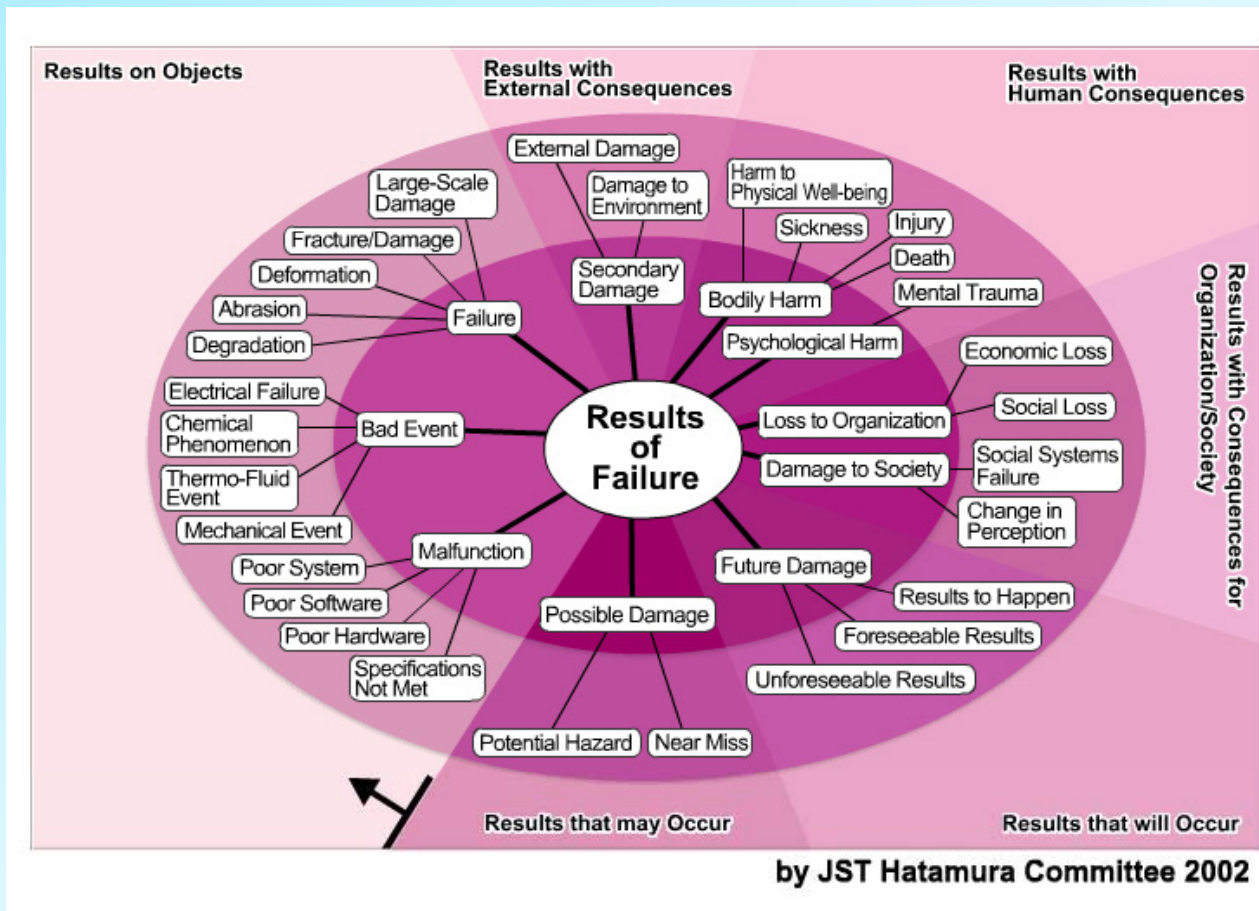 Results on Objects
Results with
External Consequences
Results with
Human Consequences
External Damage
Damage to
Environment
Secondary
Damage
Harm to
Physical Well-being
Sickness
Injury
Death
Bodily Harm
Mental Trauma
Psychological Harm
Results with Consequences for
Organization/Society
Economic Loss
Social Loss
Loss to Organization
Damage to Society
Social Systems
Failure
Change in
Perception
Large-Scale
Damage
Fracture/Damage
Deformation
Abrasion
Degradation
Failure
Electrical Failure
Chemical
Phenomenon
Thermo-Fluid
Event
Mechanical Event
Bad Event
Results
of
Failure
Malfunction
Poor System
Poor Software
Poor Hardware
Specifications
Not Met
Possible Damage
Potential Hazard
Near Miss
Future Damage
Results to Happen
Foreseeable Results
Unforeseeable Results
Results that may Occur
Results that will Occur
by JST Hatamura Committee 2002